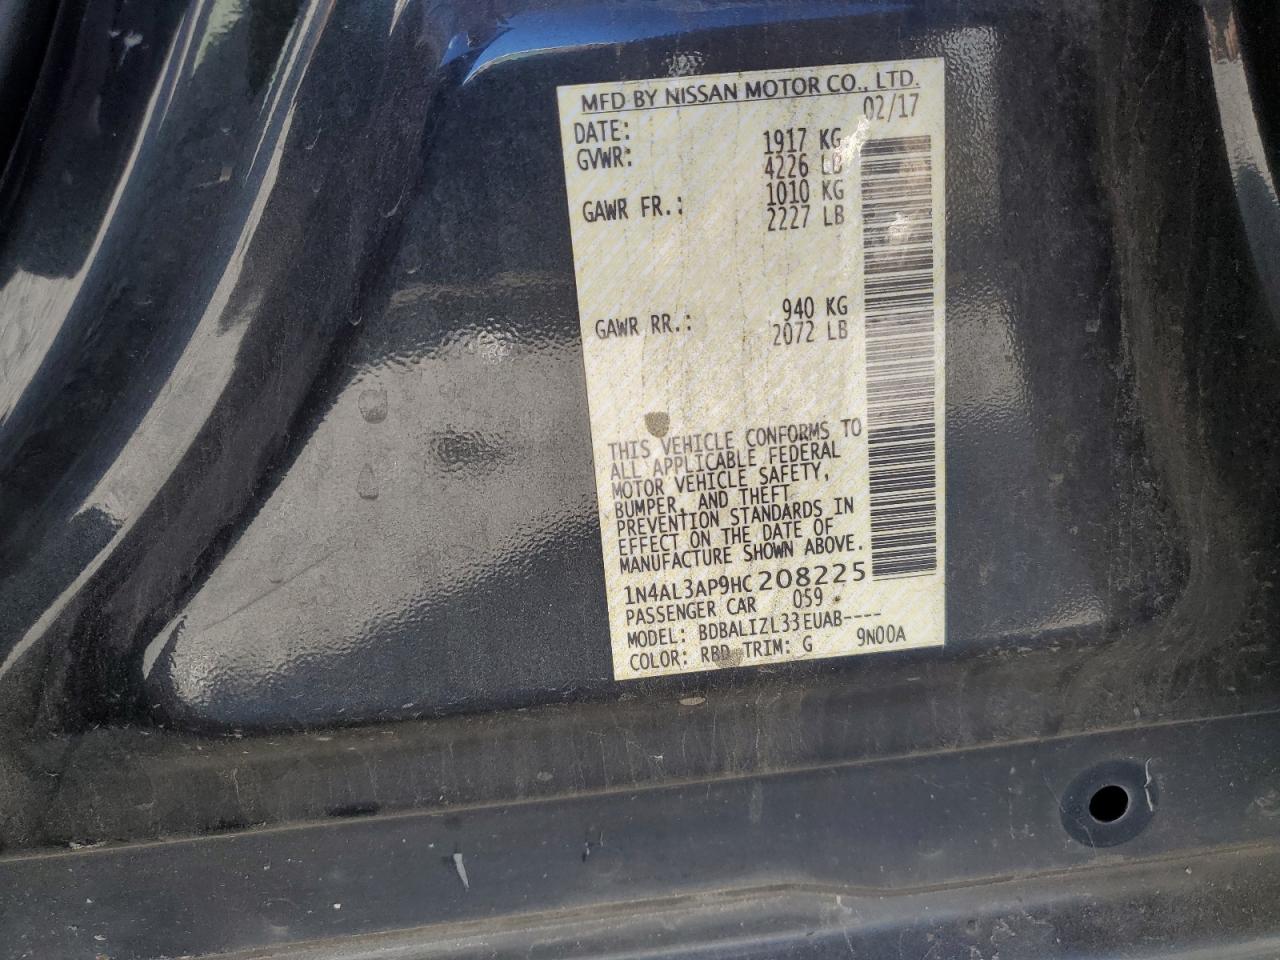 MFD BY NISSAN MOTOR CO., LTD.
DATE: 02/17
GVWR: 1917 KG
4226 LB
GAWR FR.: 1010 KG
2227 LB
GAWR RR.: 940 KG
2072 LB
THIS VEHICLE CONFORMS TO
ALL APPLICABLE FEDERAL
MOTOR VEHICLE SAFETY,
BUMPER, AND THEFT
PREVENTION STANDARDS IN
EFFECT ON THE DATE OF
MANUFACTURE SHOWN ABOVE.
1N4AL3AP9HC208225
PASSENGER CAR 059
MODEL: BDBALIZL33EUAB----
COLOR: RBD TRIM: G 9N00A